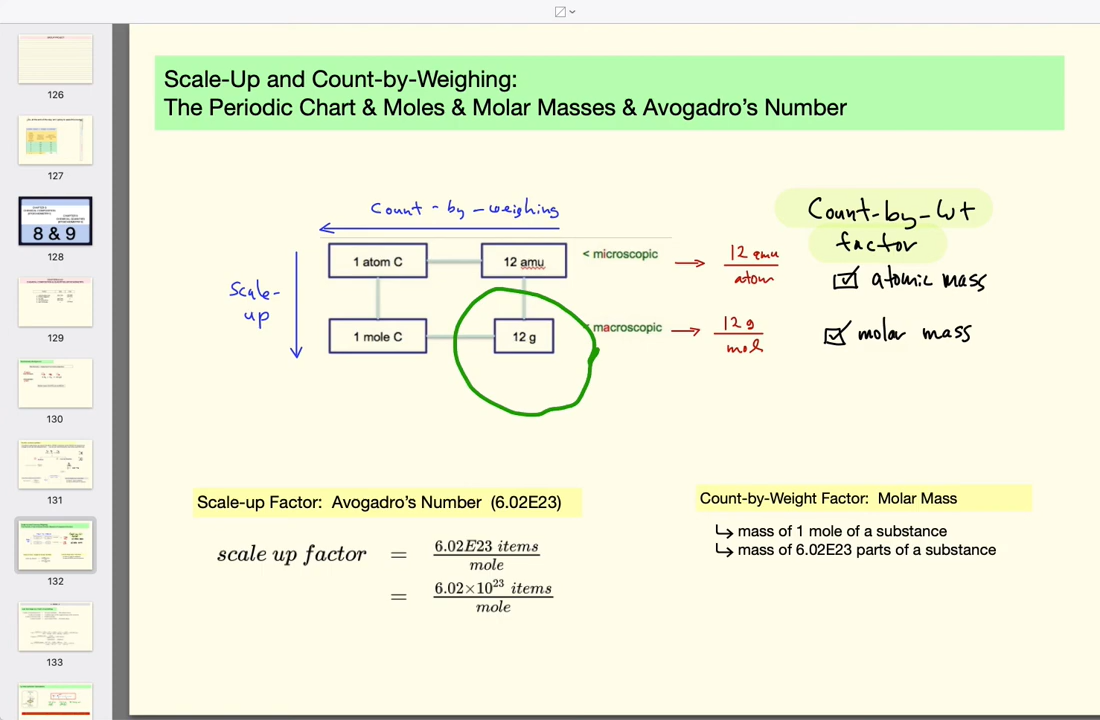 126
127
8 & 9
128
129
130
131
132
133
Scale-Up and Count-by-Weighing:
The Periodic Chart & Moles & Molar Masses & Avogadro's Number
Count-by-weighing
Scale-
up
1 atom C
12 amu
< microscopic
12 amu
atom
1 mole C
12 g
macroscopic
12 g
mol
Count-by-wt
factor
atomic mass
molar mass
Scale-up Factor: Avogadro's Number (6.02E23)
scale up factor = 6.02E23 items
mole
= 6.02×10²³ items
mole
Count-by-Weight Factor: Molar Mass
↳ mass of 1 mole of a substance
↳ mass of 6.02E23 parts of a substance